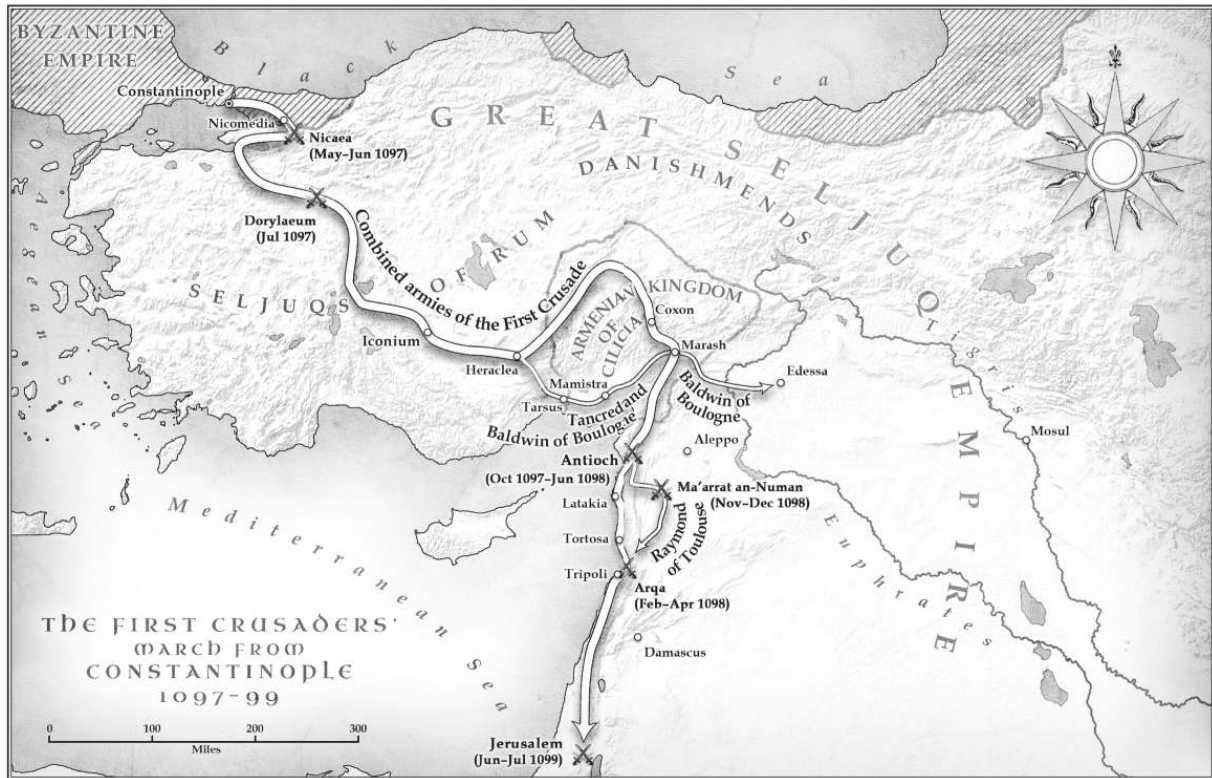 BYZANTINE
EMPIRE
Black
Sea
Constantinople
Nicomedia
Nicaea
(May–Jun 1097)
GREAT SELJUQ
EMPIRE
DANISHMENDS
Dorylaeum
(Jul 1097)
Combined armies of the First Crusade
SELJUQS
OF RUM
Aegean Sea
Iconium
Heraclea
ARMENIAN
KINGDOM
OF
CILICIA
Coxon
Marash
Mamistra
Tarsus
Tancred and
Baldwin of Boulogne
Baldwin of
Boulogne
Edessa
Tigris
Mosul
Aleppo
Antioch
(Oct 1097–Jun 1098)
Ma'arrat an-Numan
(Nov–Dec 1098)
Latakia
Tortosa
Raymond
of Toulouse
Tripoli
Arqa
(Feb–Apr 1098)
Euphrates
Mediterranean Sea
Damascus
THE FIRST CRUSADERS'
MARCH FROM
CONSTANTINOPLE
1097–99
0 100 200 300
Miles
Jerusalem
(Jun–Jul 1099)